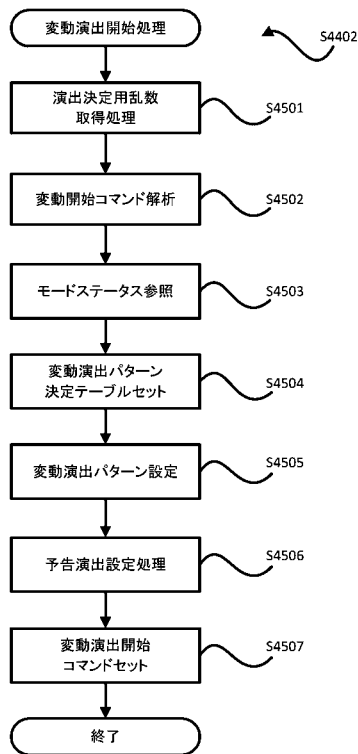 変動演出開始処理
S4402
演出決定用乱数
取得処理
S4501
変動開始コマンド解析
S4502
モードステータス参照
S4503
変動演出パターン
決定テーブルセット
S4504
変動演出パターン設定
S4505
予告演出設定処理
S4506
変動演出開始
コマンドセット
S4507
終了